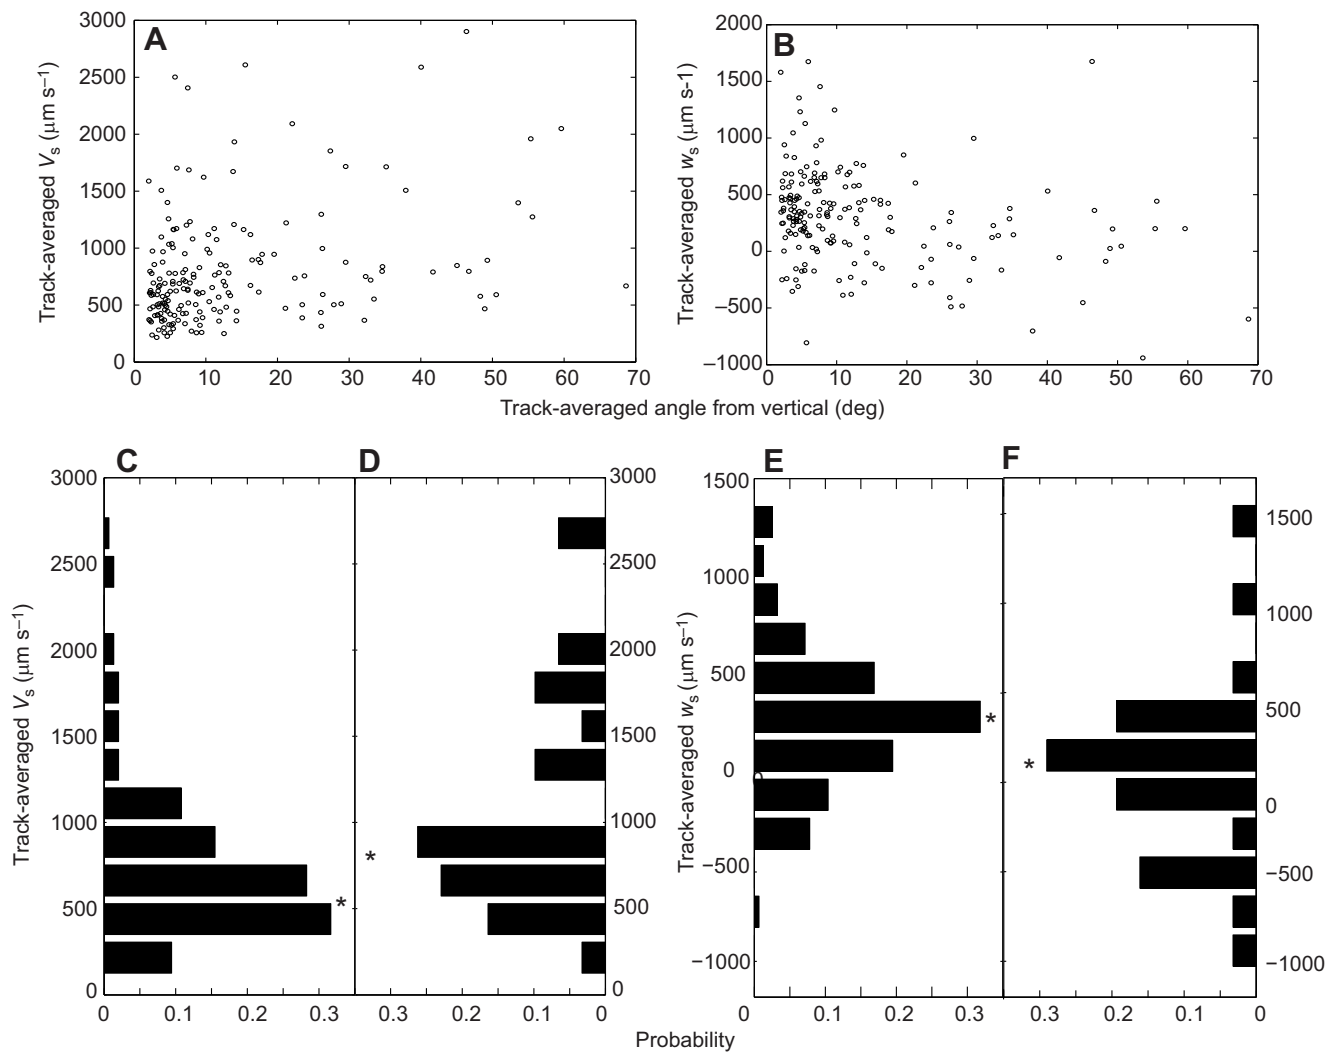 A
B
3000
2500
2000
1500
1000
500
0
Track-averaged Vs (μm s–1)
0 10 20 30 40 50 60 70
2000
1500
1000
500
0
–500
–1000
Track-averaged ws (μm s-1)
0 10 20 30 40 50 60 70
Track-averaged angle from vertical (deg)
C
D
3000
2500
2000
1500
1000
500
0
Track-averaged Vs (μm s–1)
*
*
3000
2500
2000
1500
1000
500
0
0 0.1 0.2 0.3
0.3 0.2 0.1 0
E
F
1500
1000
500
0
–500
–1000
Track-averaged ws (μm s–1)
*
*
1500
1000
500
0
–500
–1000
0 0.1 0.2 0.3
0.3 0.2 0.1 0
Probability